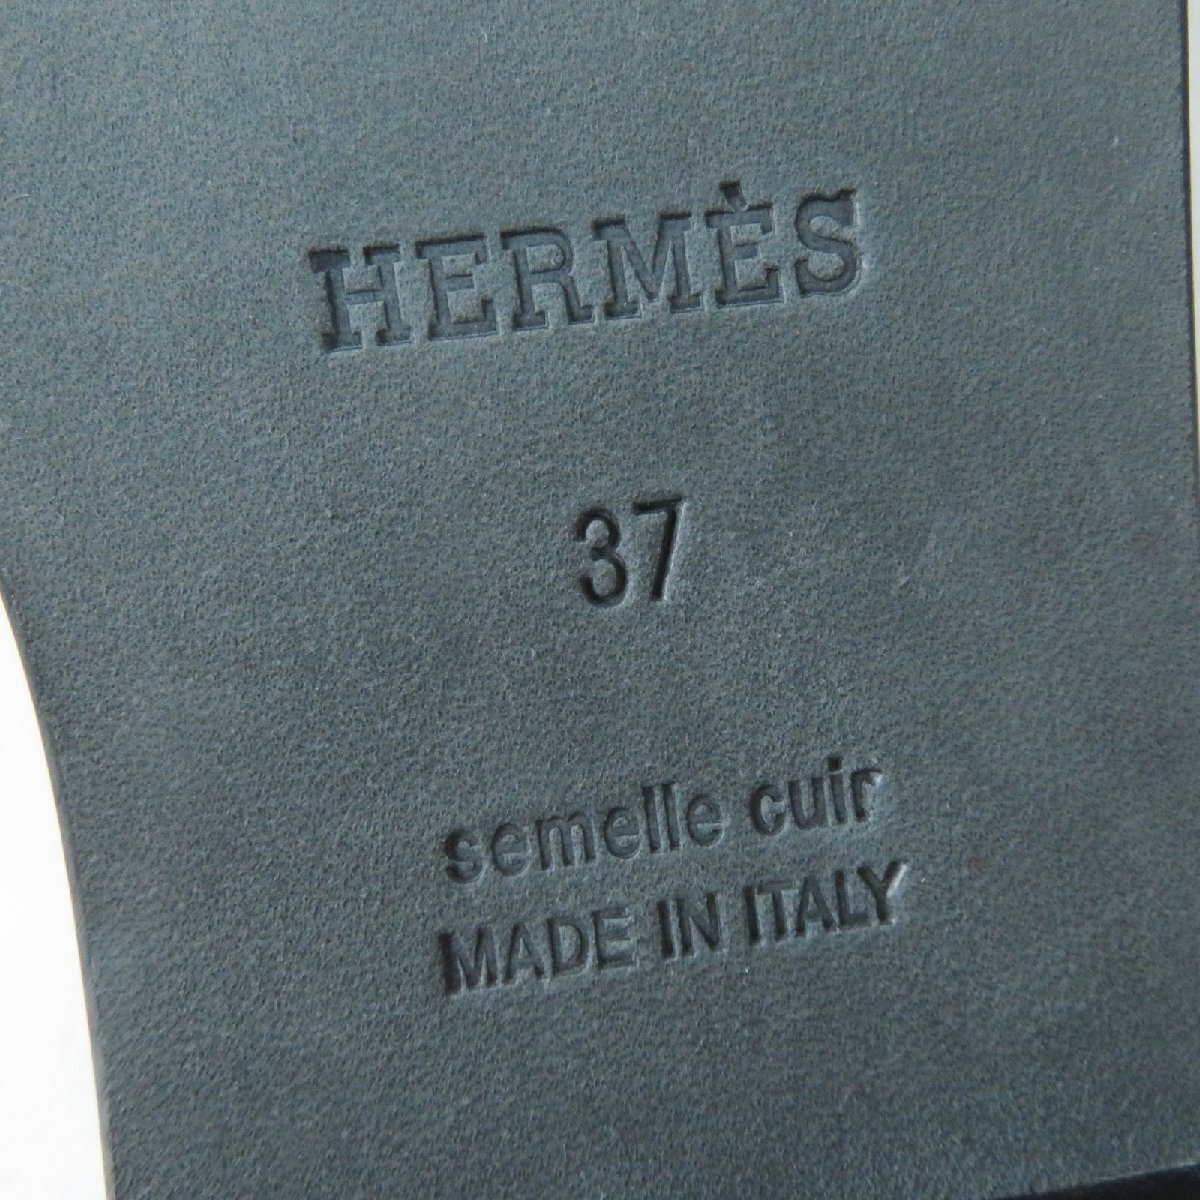 HERMÈS
37
semelle cuir
MADE IN ITALY